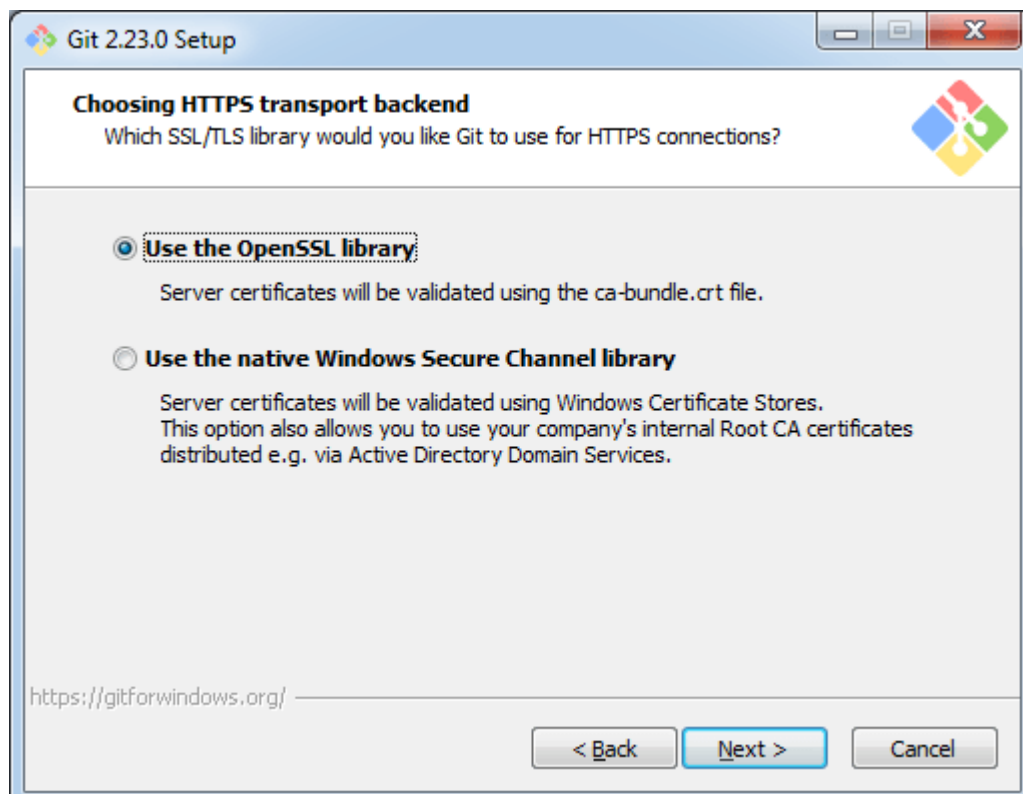 Git 2.23.0 Setup
Choosing HTTPS transport backend
Which SSL/TLS library would you like Git to use for HTTPS connections?
Use the OpenSSL library
Server certificates will be validated using the ca-bundle.crt file.
Use the native Windows Secure Channel library
Server certificates will be validated using Windows Certificate Stores.
This option also allows you to use your company's internal Root CA certificates
distributed e.g. via Active Directory Domain Services.
https://gitforwindows.org/
< Back Next > Cancel